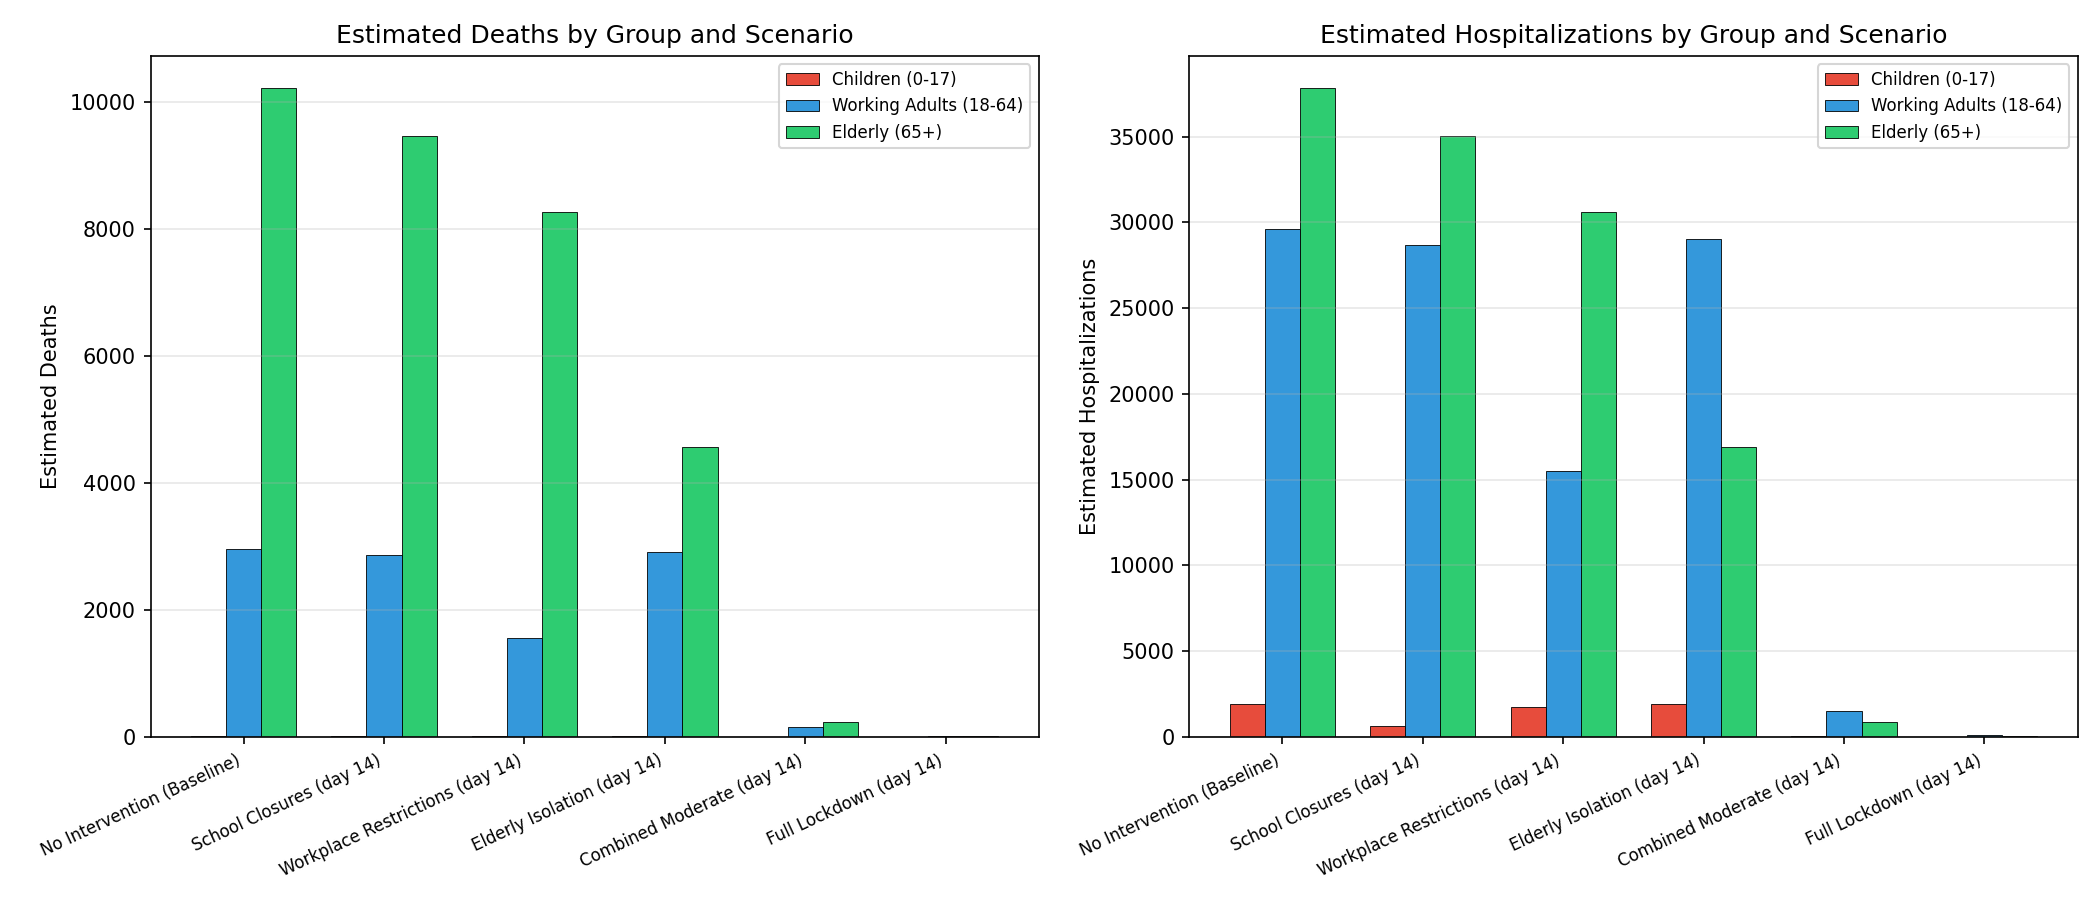 Estimated Deaths by Group and Scenario
Estimated Deaths
10000
8000
6000
4000
2000
0
Children (0-17)
Working Adults (18-64)
Elderly (65+)
No Intervention (Baseline)
School Closures (day 14)
Workplace Restrictions (day 14)
Elderly Isolation (day 14)
Combined Moderate (day 14)
Full Lockdown (day 14)
Estimated Hospitalizations by Group and Scenario
Estimated Hospitalizations
35000
30000
25000
20000
15000
10000
5000
0
Children (0-17)
Working Adults (18-64)
Elderly (65+)
No Intervention (Baseline)
School Closures (day 14)
Workplace Restrictions (day 14)
Elderly Isolation (day 14)
Combined Moderate (day 14)
Full Lockdown (day 14)